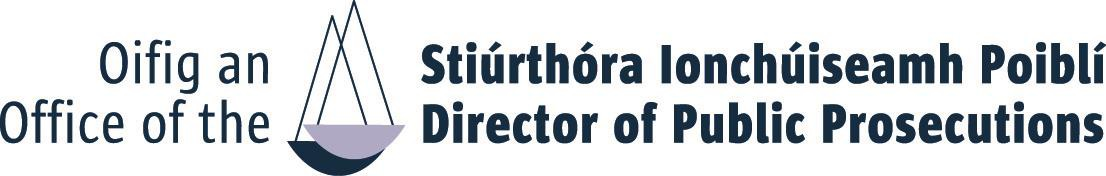 Oifig an Stiúrthóra Ionchúiseamh Poiblí
Office of the Director of Public Prosecutions